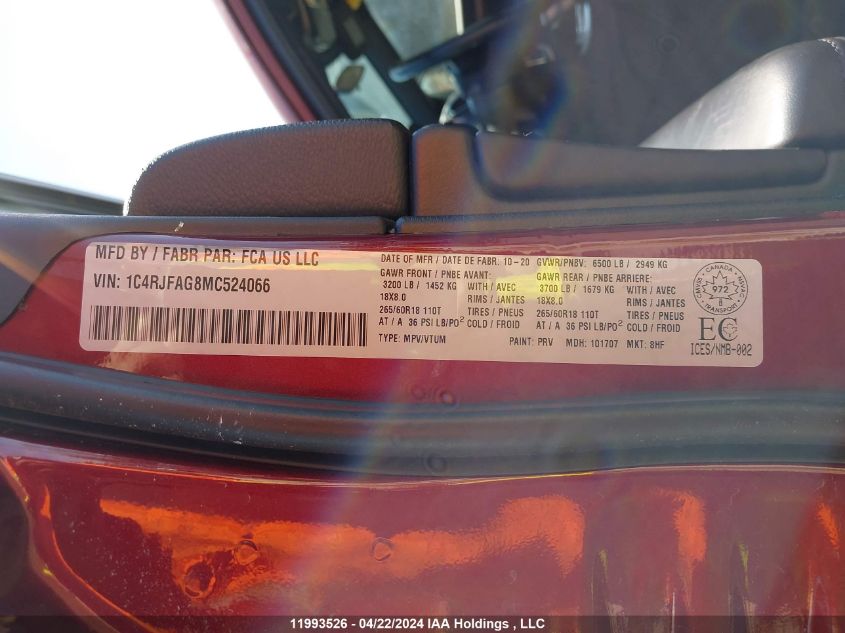 MFD BY / FABR PAR: FCA US LLC
VIN: 1C4RJFAG8MC524066
DATE OF MFR / DATE DE FABR: 10-20
GVWR/PNBV: 6500 LB / 2949 KG
GAWR FRONT / PNBE AVANT:
3200 LB / 1452 KG WITH / AVEC
18X8.0 RIMS / JANTES
265/60R18 110T TIRES / PNEUS
AT / A 36 PSI LB/PO² COLD / FROID
GAWR REAR / PNBE ARRIERE:
3700 LB / 1679 KG WITH / AVEC
18X8.0 RIMS / JANTES
265/60R18 110T TIRES / PNEUS
AT / A 36 PSI LB/PO² COLD / FROID
TYPE: MPV/VTUM
PAINT: PRV MDH: 101707 MKT: 8HF
CMVSS CANADA NSVAC
972
8
TRANSPORT
EC
ICES/NMB-002
11993526 - 04/22/2024 IAA Holdings , LLC